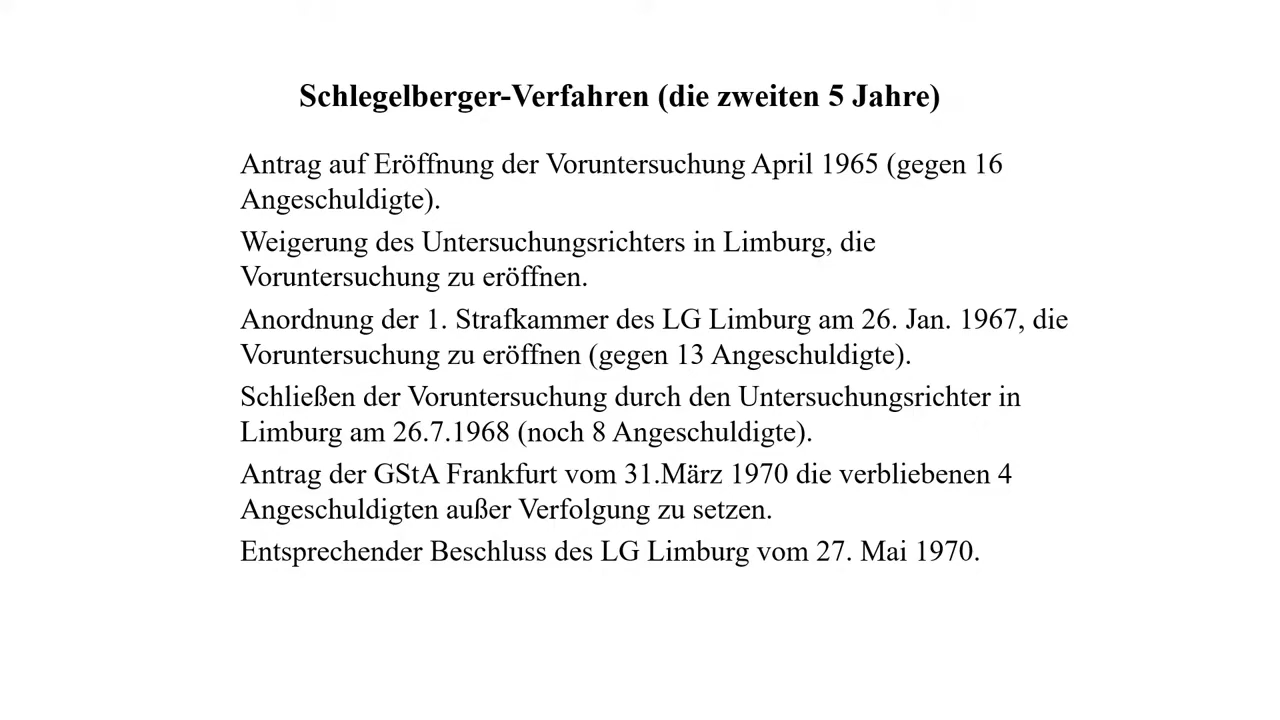 Schlegelberger-Verfahren (die zweiten 5 Jahre)
Antrag auf Eröffnung der Voruntersuchung April 1965 (gegen 16
Angeschuldigte).
Weigerung des Untersuchungsrichters in Limburg, die
Voruntersuchung zu eröffnen.
Anordnung der 1. Strafkammer des LG Limburg am 26. Jan. 1967, die
Voruntersuchung zu eröffnen (gegen 13 Angeschuldigte).
Schließen der Voruntersuchung durch den Untersuchungsrichter in
Limburg am 26.7.1968 (noch 8 Angeschuldigte).
Antrag der GStA Frankfurt vom 31.März 1970 die verbliebenen 4
Angeschuldigten außer Verfolgung zu setzen.
Entsprechender Beschluss des LG Limburg vom 27. Mai 1970.